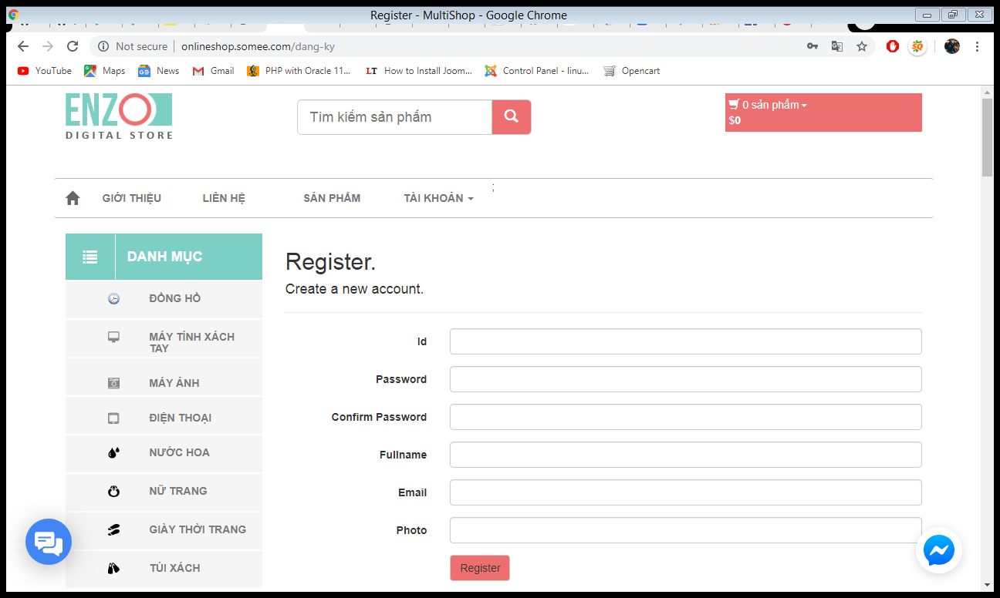 Register - MultiShop - Google Chrome
Not secure | onlineshop.somee.com/dang-ky
YouTube Maps News Gmail PHP with Oracle 11... LT How to Install Joom... Control Panel - linu... Opencart
ENZO
DIGITAL STORE
Tìm kiếm sản phẩm
0 sản phẩm
$0
GIỚI THIỆU LIÊN HỆ SẢN PHẨM TÀI KHOẢN ;
DANH MỤC
ĐỒNG HỒ
MÁY TÍNH XÁCH
TAY
MÁY ẢNH
ĐIỆN THOẠI
NƯỚC HOA
NỮ TRANG
GIÀY THỜI TRANG
TÚI XÁCH
Register.
Create a new account.
Id
Password
Confirm Password
Fullname
Email
Photo
Register